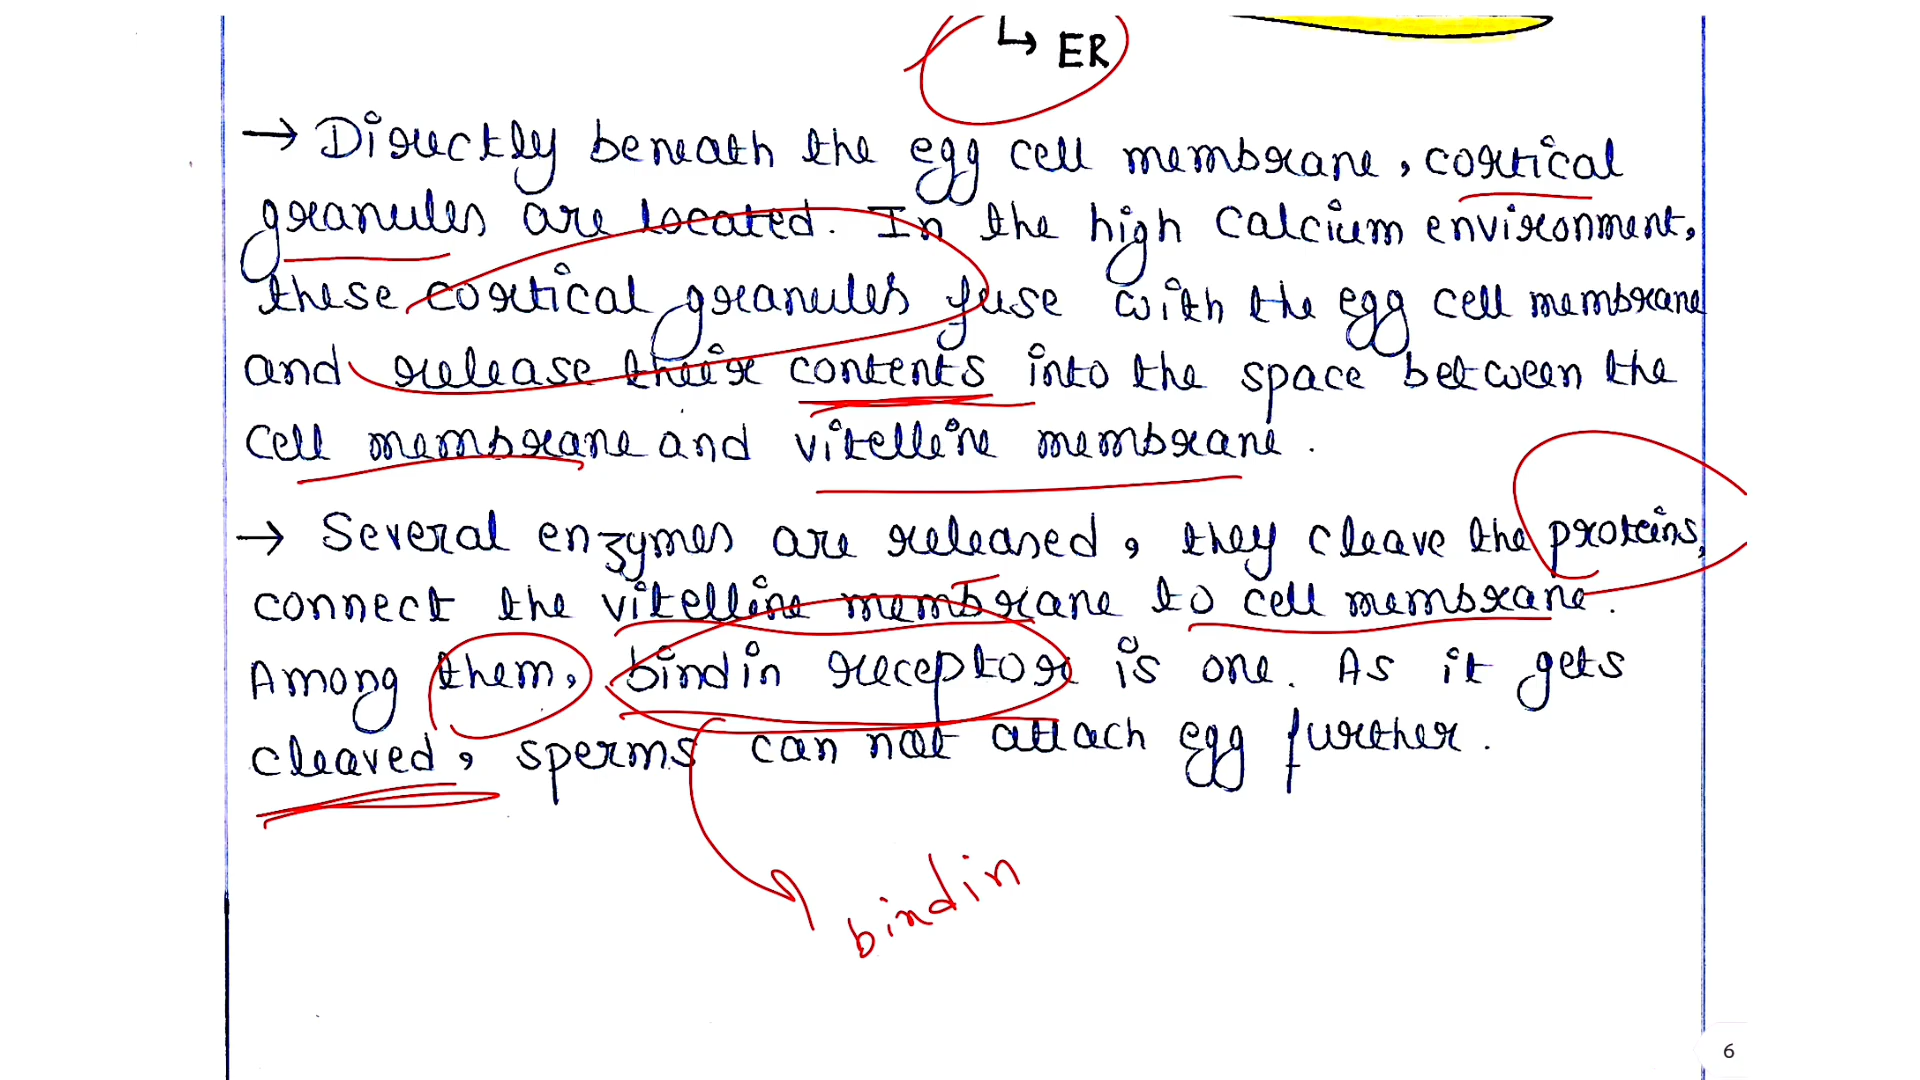 ↳ ER
→ Directly beneath the egg cell membrane, cortical
granules are located. In the high calcium environment,
these cortical granules fuse with the egg cell membrane
and release their contents into the space between the
cell membrane and vitelline membrane.
→ Several enzymes are released, they cleave the proteins,
connect the vitelline membrane to cell membrane.
Among them, bindin receptor is one. As it gets
cleaved, sperms can not attach egg further.
bindin
6